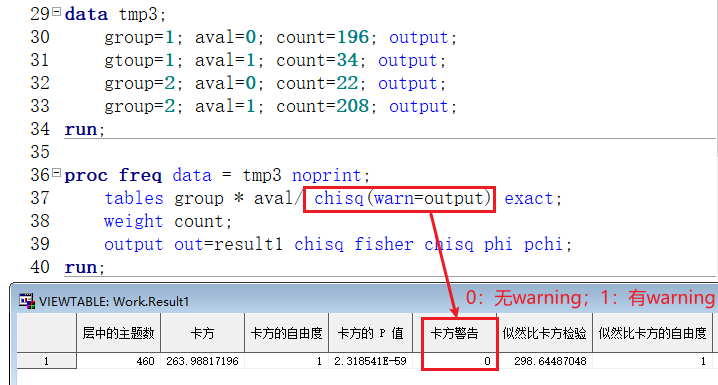 29 data tmp3;
30 group=1; aval=0; count=196; output;
31 gtoup=1; aval=1; count=34; output;
32 group=2; aval=0; count=22; output;
33 group=2; aval=1; count=208; output;
34 run;
35
36 proc freq data = tmp3 noprint;
37 tables group * aval/ chisq(warn=output) exact;
38 weight count;
39 output out=result1 chisq fisher chisq phi pchi;
40 run;
0：无warning；1：有warning
VIEWTABLE: Work.Result1
层中的主题数 卡方 卡方的自由度 卡方的 P 值 卡方警告 似然比卡方检验 似然比卡方的自由度
1 460 263.98817196 1 2.318541E-59 0 298.64487048 1